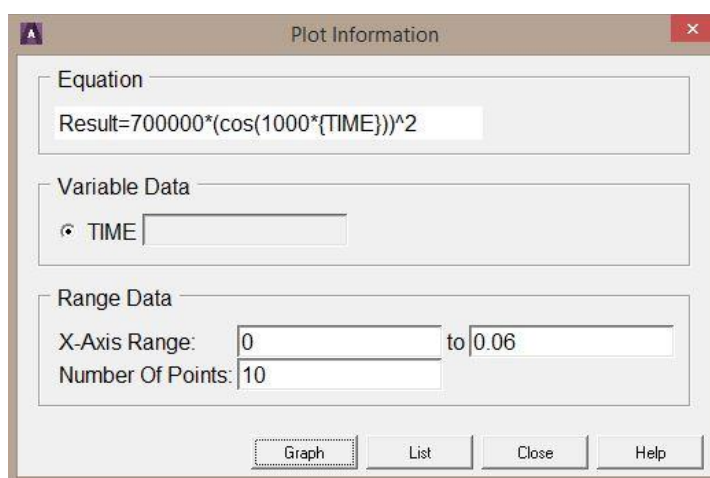 Plot Information
Equation
Result=700000*(cos(1000*{TIME}))^2
Variable Data
TIME
Range Data
X-Axis Range: 0 to 0.06
Number Of Points: 10
Graph List Close Help